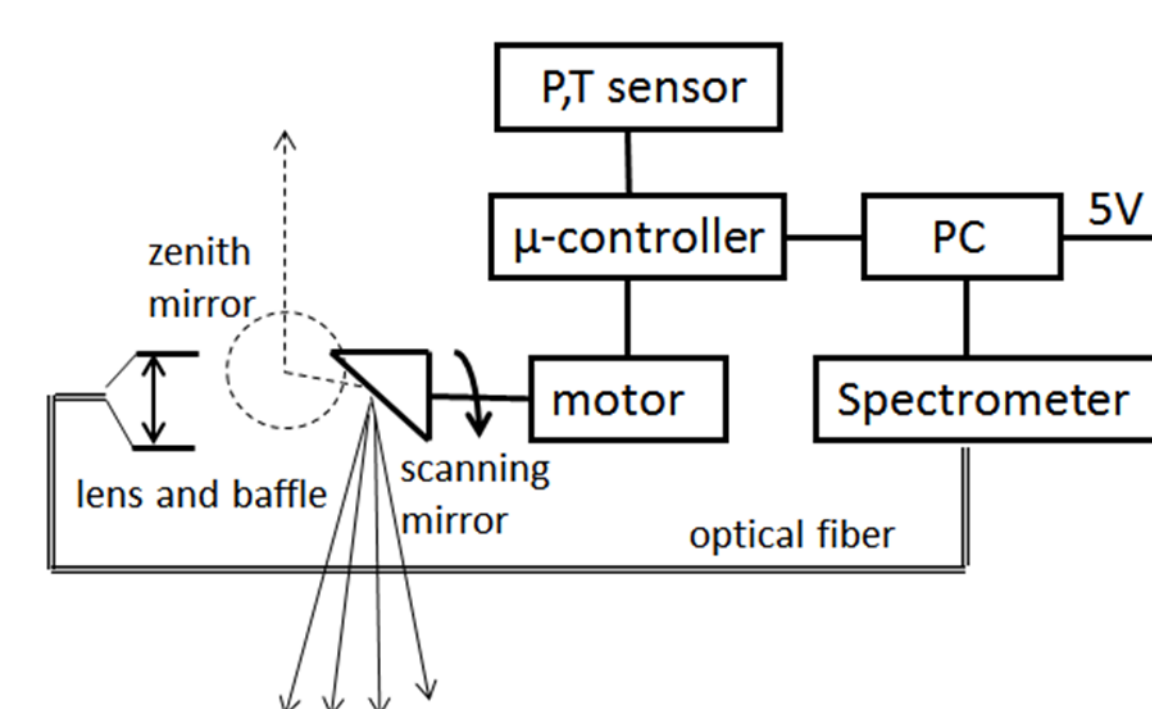 P,T sensor
5V
μ-controller
PC
zenith
mirror
motor
Spectrometer
scanning
mirror
lens and baffle
optical fiber